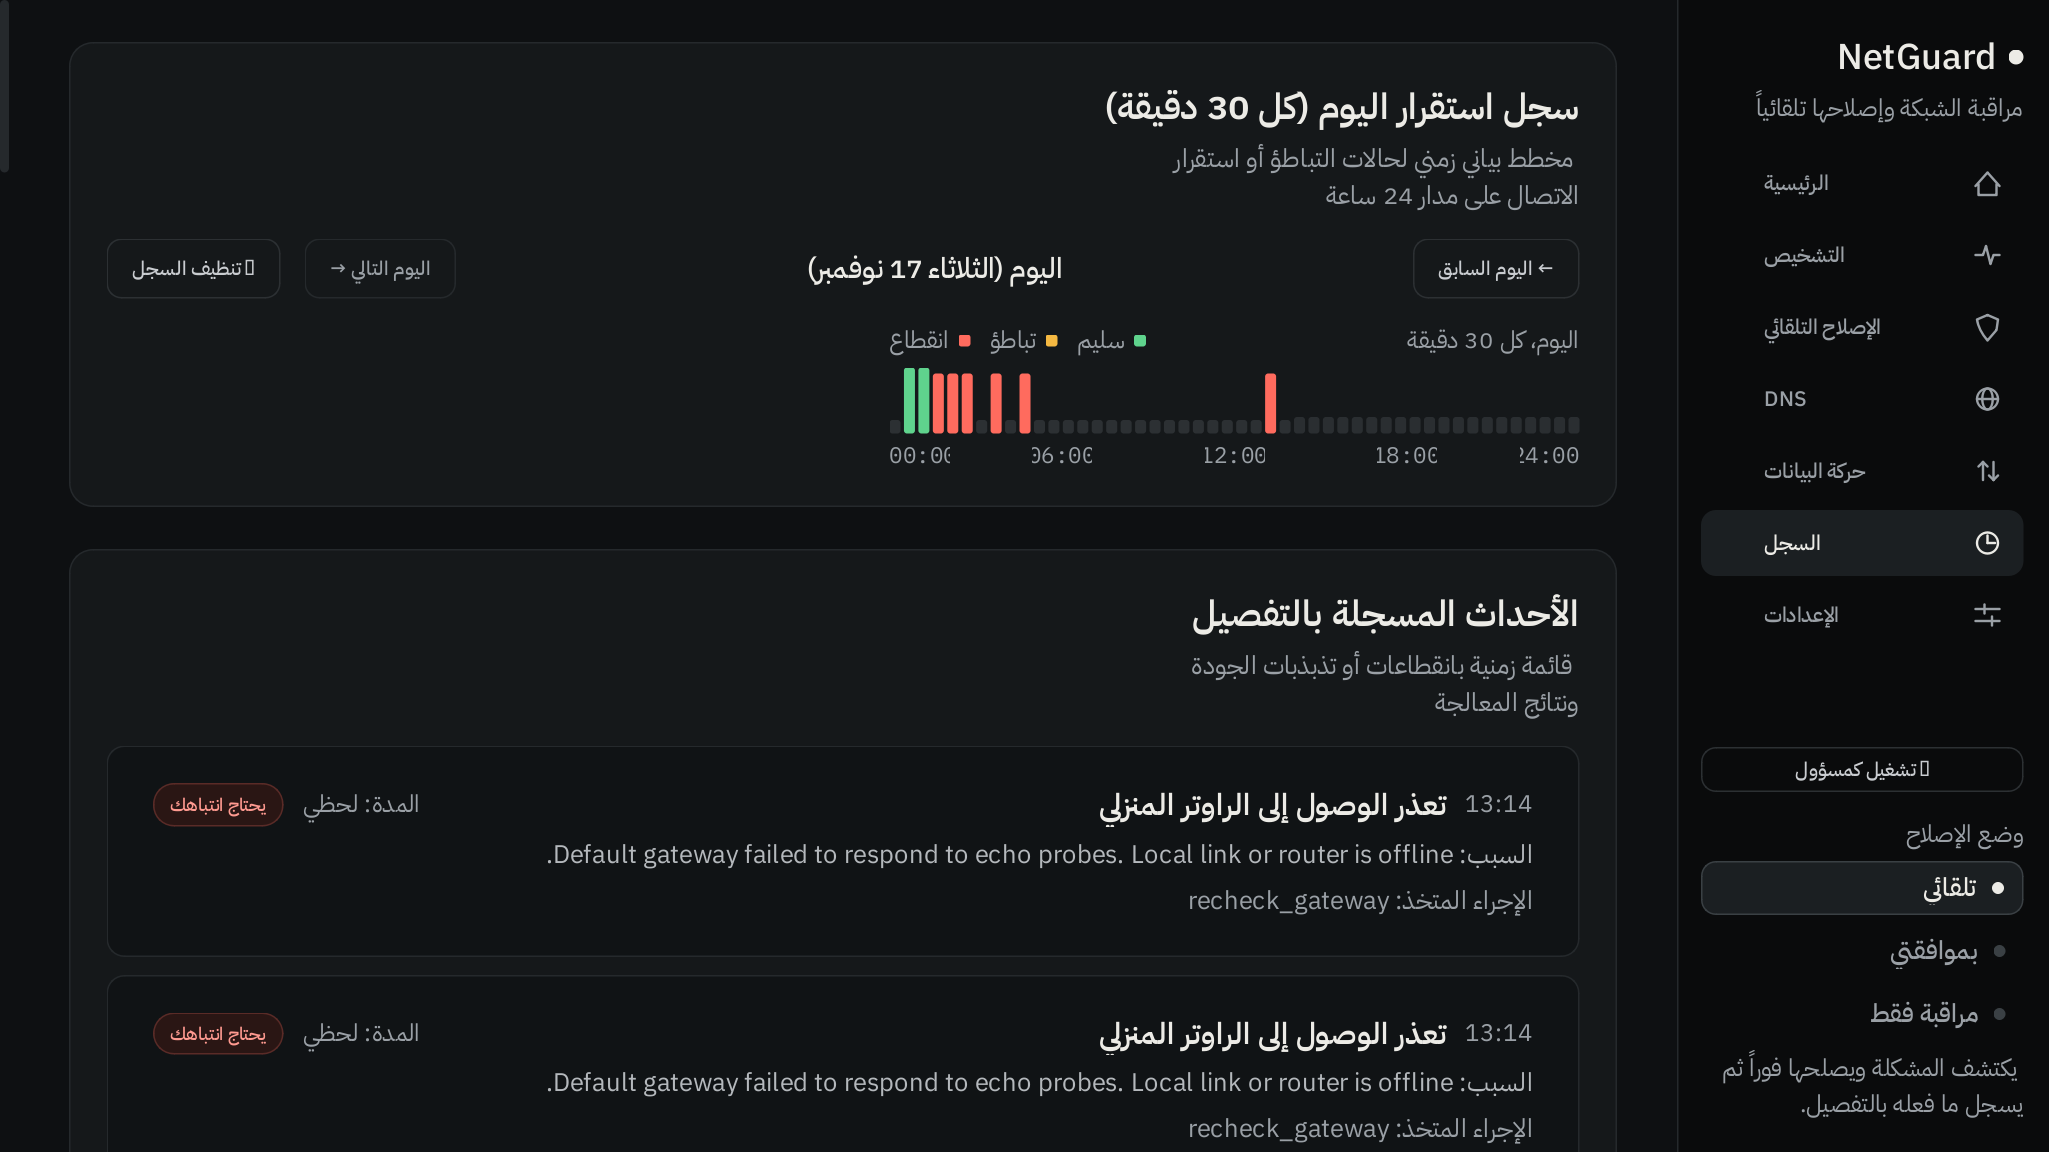 NetGuard
مراقبة الشبكة وإصلاحها تلقائياً
الرئيسية
التشخيص
الإصلاح التلقائي
DNS
حركة البيانات
السجل
الإعدادات
تشغيل كمسؤول
وضع الإصلاح
تلقائي
بموافقتي
مراقبة فقط
يكتشف المشكلة ويصلحها فوراً ثم
يسجل ما فعله بالتفصيل.
سجل استقرار اليوم (كل 30 دقيقة)
مخطط بياني زمني لحالات التباطؤ أو استقرار
الاتصال على مدار 24 ساعة
← اليوم السابق
اليوم (الثلاثاء 17 نوفمبر)
اليوم التالي →
تنظيف السجل
اليوم، كل 30 دقيقة
سليم
تباطؤ
انقطاع
00:00
06:00
12:00
18:00
24:00
الأحداث المسجلة بالتفصيل
قائمة زمنية بانقطاعات أو تذبذبات الجودة
ونتائج المعالجة
13:14 تعذر الوصول إلى الراوتر المنزلي
المدة: لحظي
يحتاج انتباهك
السبب: Default gateway failed to respond to echo probes. Local link or router is offline.
الإجراء المتخذ: recheck_gateway
13:14 تعذر الوصول إلى الراوتر المنزلي
المدة: لحظي
يحتاج انتباهك
السبب: Default gateway failed to respond to echo probes. Local link or router is offline.
الإجراء المتخذ: recheck_gateway